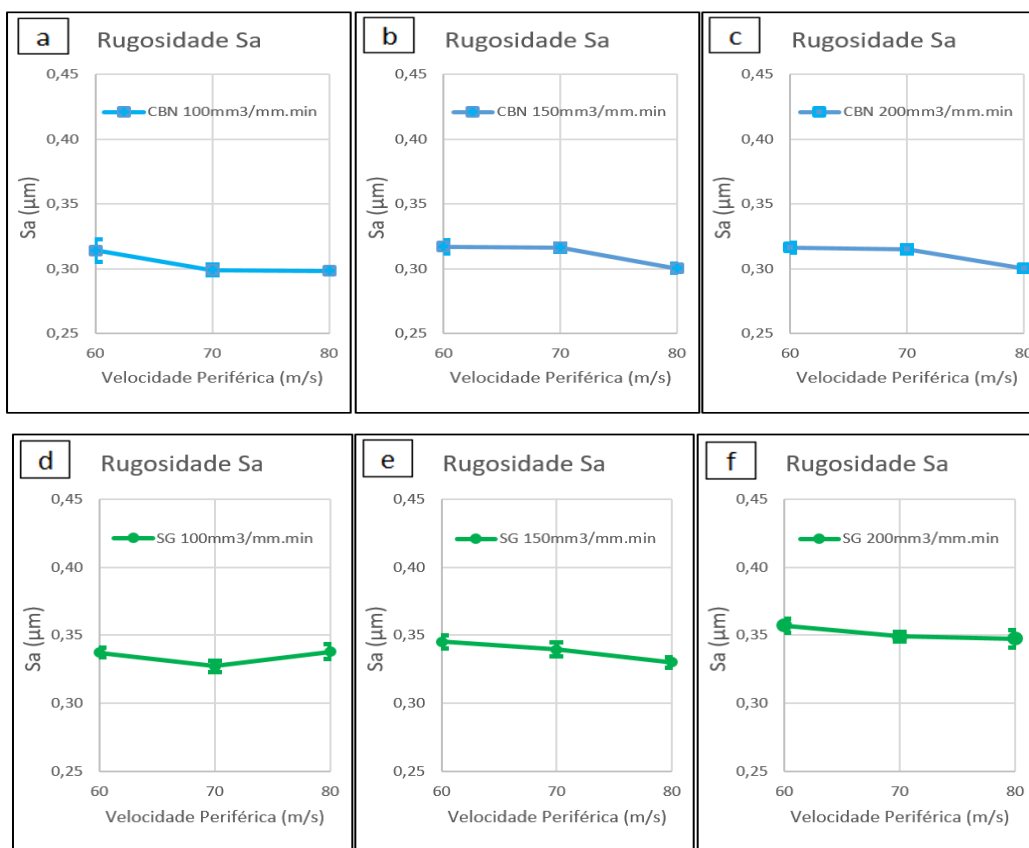 a
Rugosidade Sa
0,45
CBN 100mm3/mm.min
0,40
0,35
0,30
0,25
Sa (µm)
60 70 80
Velocidade Periférica (m/s)
b
Rugosidade Sa
0,45
CBN 150mm3/mm.min
0,40
0,35
0,30
0,25
Sa (µm)
60 70 80
Velocidade Periférica (m/s)
c
Rugosidade Sa
0,45
CBN 200mm3/mm.min
0,40
0,35
0,30
0,25
Sa (µm)
60 70 80
Velocidade Periférica (m/s)
d
Rugosidade Sa
0,45
SG 100mm3/mm.min
0,40
0,35
0,30
0,25
Sa (µm)
60 70 80
Velocidade Periférica (m/s)
e
Rugosidade Sa
0,45
SG 150mm3/mm.min
0,40
0,35
0,30
0,25
Sa (µm)
60 70 80
Velocidade Periférica (m/s)
f
Rugosidade Sa
0,45
SG 200mm3/mm.min
0,40
0,35
0,30
0,25
Sa (µm)
60 70 80
Velocidade Periférica (m/s)